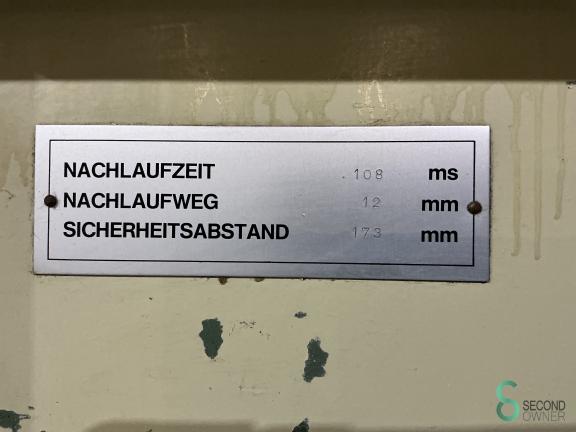 NACHLAUFZEIT 108 ms
NACHLAUFWEG 12 mm
SICHERHEITSABSTAND 173 mm
SECOND
OWNER